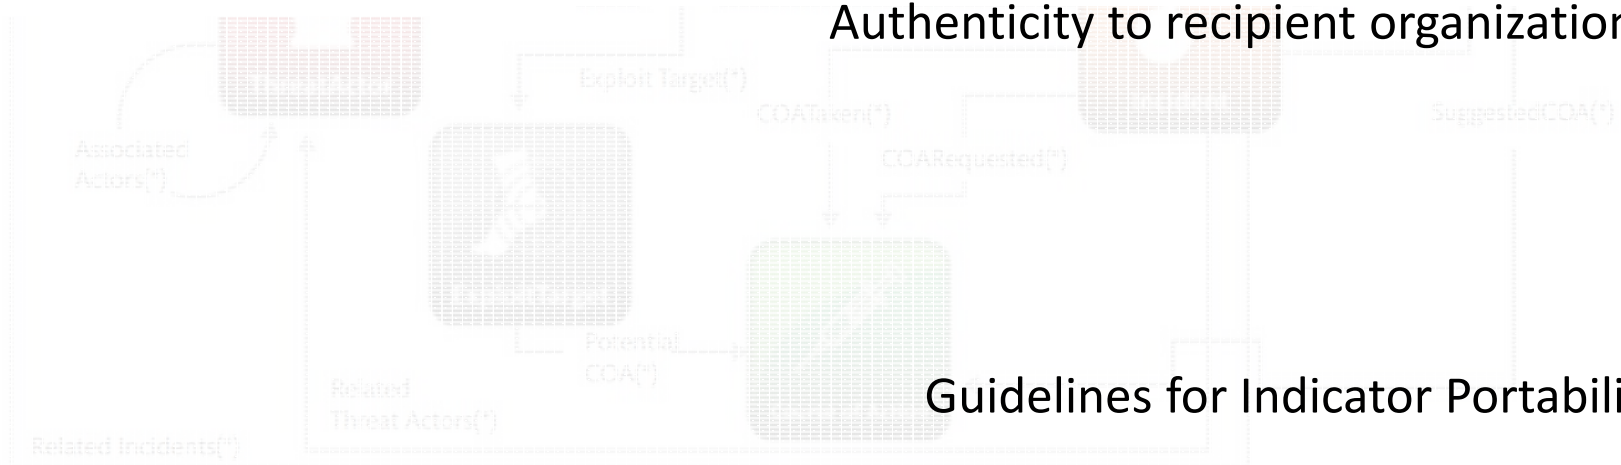 Authenticity to recipient organization
Exploit Target(*)
COATaken(*)
SuggestedCOA(*)
Associated
Actors(*)
COARequested(*)
ExploitTarget
Potential
COA(*)
Related
Threat Actors(*)
Guidelines for Indicator Portabili
Related Incidents(*)